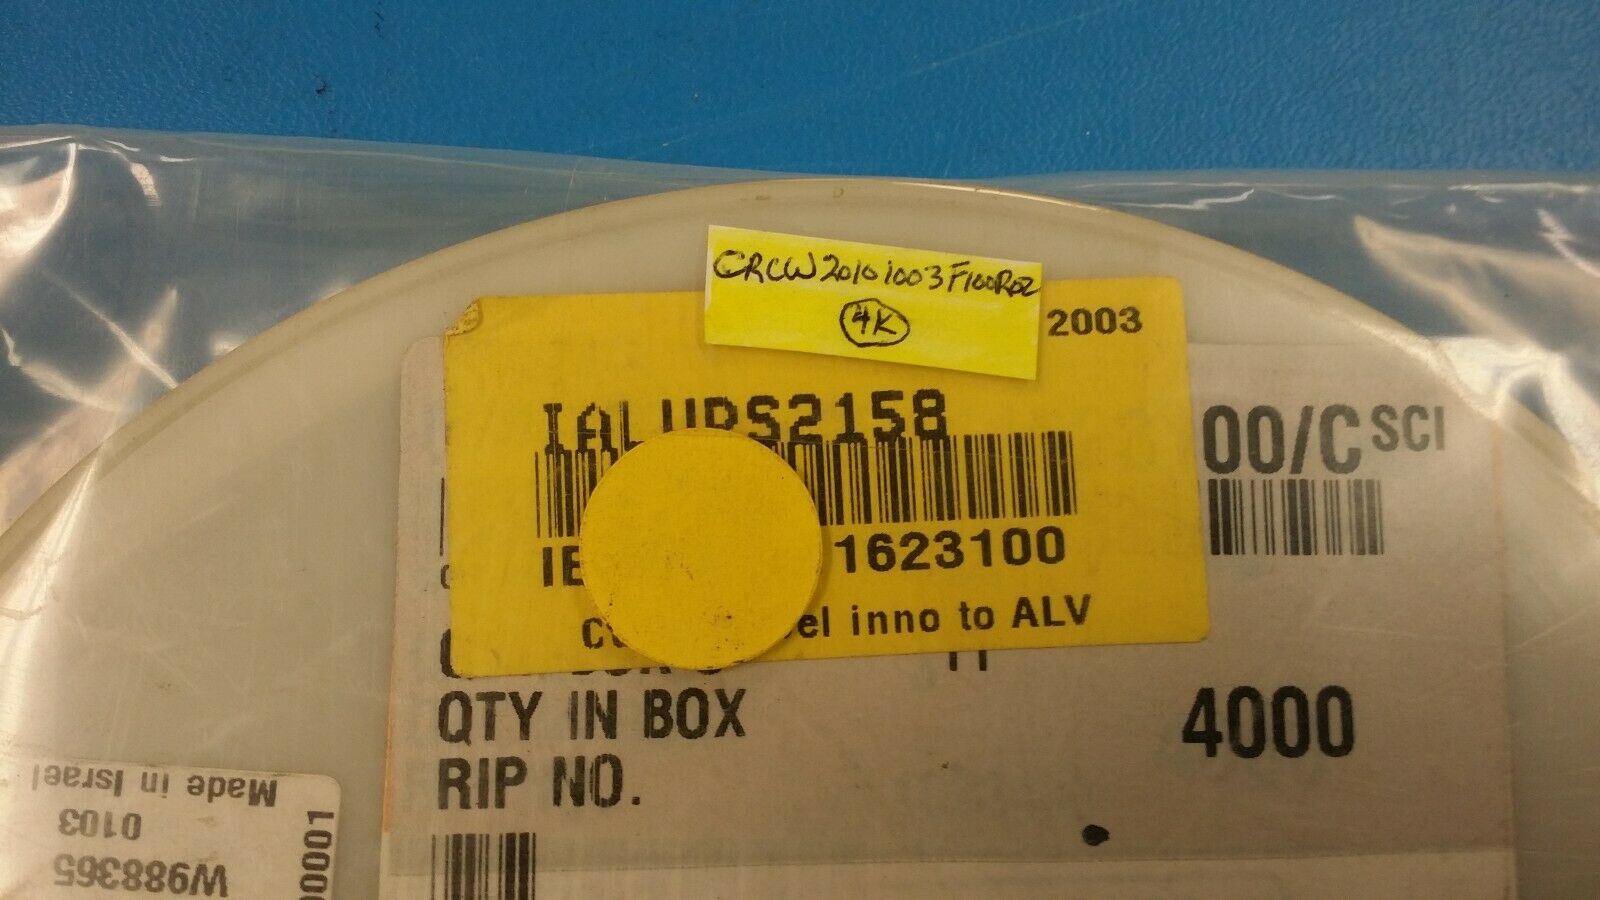 CRCW20101003F100R02
4K
2003
IALUPS2158
00/C SCI
1623100
inno to ALV
QTY IN BOX 4000
RIP NO.
Made in Israel
0103
W988365
00001